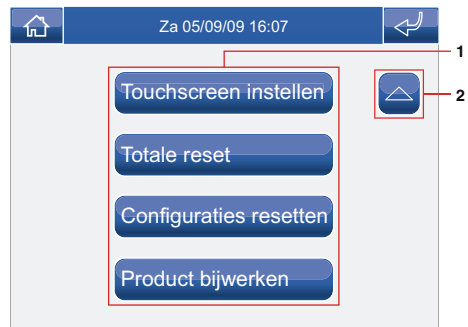 Za 05/09/09 16:07
1
Touchscreen instellen
2
Totale reset
Configuraties resetten
Product bijwerken